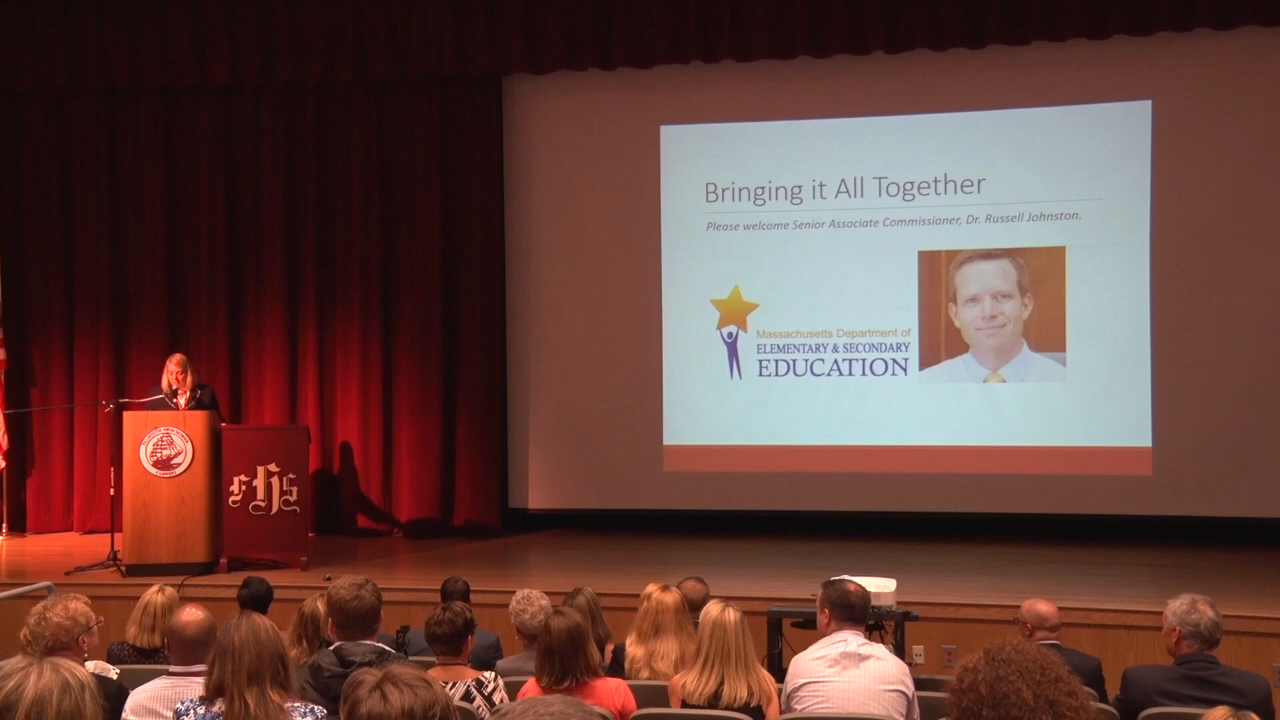 Bringing it All Together
Please welcome Senior Associate Commissioner, Dr. Russell Johnston.
Massachusetts Department of
ELEMENTARY & SECONDARY
EDUCATION
FHS